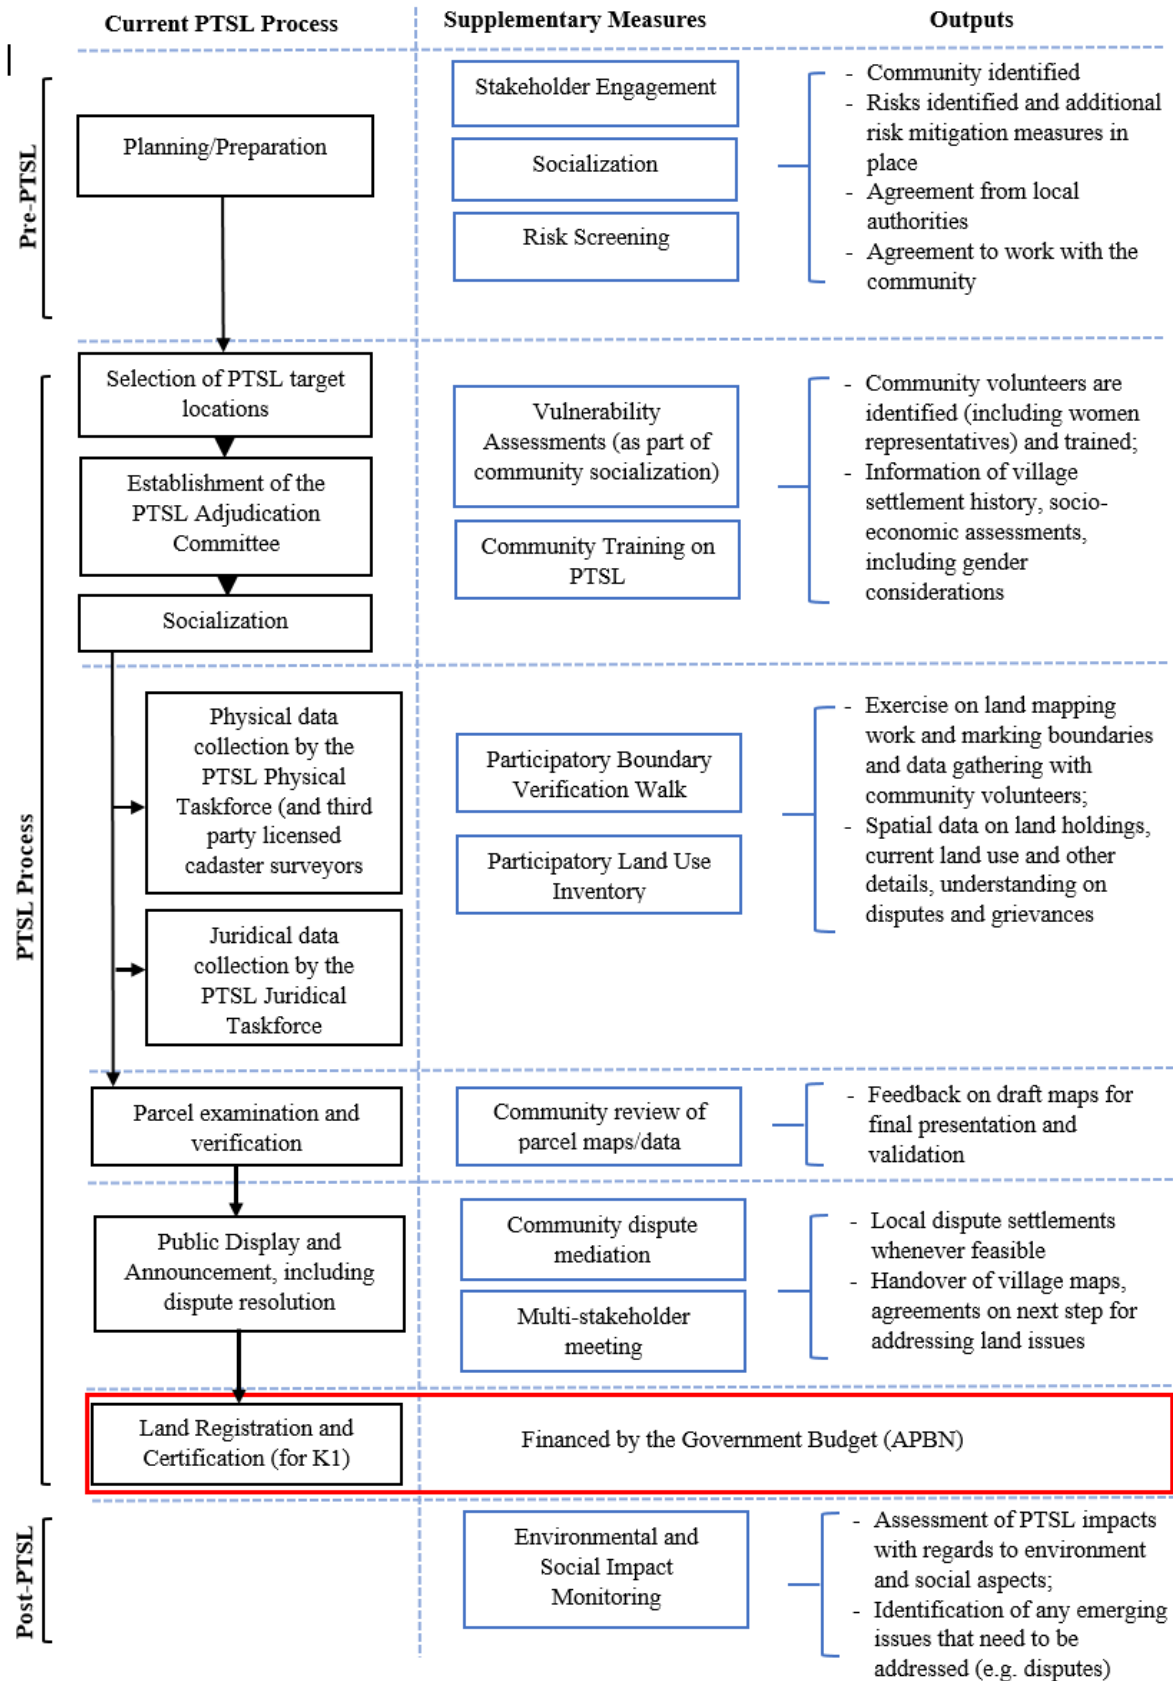 Current PTSL Process
Supplementary Measures
Outputs
Pre-PTSL
Planning/Preparation
Stakeholder Engagement
Socialization
Risk Screening
- Community identified
- Risks identified and additional
risk mitigation measures in
place
- Agreement from local
authorities
- Agreement to work with the
community
PTSL Process
Selection of PTSL target
locations
Establishment of the
PTSL Adjudication
Committee
Socialization
Vulnerability
Assessments (as part of
community socialization)
Community Training on
PTSL
- Community volunteers are
identified (including women
representatives) and trained;
- Information of village
settlement history, socio-
economic assessments,
including gender
considerations
Physical data
collection by the
PTSL Physical
Taskforce (and third
party licensed
cadaster surveyors
Juridical data
collection by the
PTSL Juridical
Taskforce
Participatory Boundary
Verification Walk
Participatory Land Use
Inventory
- Exercise on land mapping
work and marking boundaries
and data gathering with
community volunteers;
- Spatial data on land holdings,
current land use and other
details, understanding on
disputes and grievances
Parcel examination and
verification
Community review of
parcel maps/data
- Feedback on draft maps for
final presentation and
validation
Public Display and
Announcement, including
dispute resolution
Community dispute
mediation
Multi-stakeholder
meeting
- Local dispute settlements
whenever feasible
- Handover of village maps,
agreements on next step for
addressing land issues
Land Registration and
Certification (for K1)
Financed by the Government Budget (APBN)
Post-PTSL
Environmental and
Social Impact
Monitoring
- Assessment of PTSL impacts
with regards to environment
and social aspects;
- Identification of any emerging
issues that need to be
addressed (e.g. disputes)